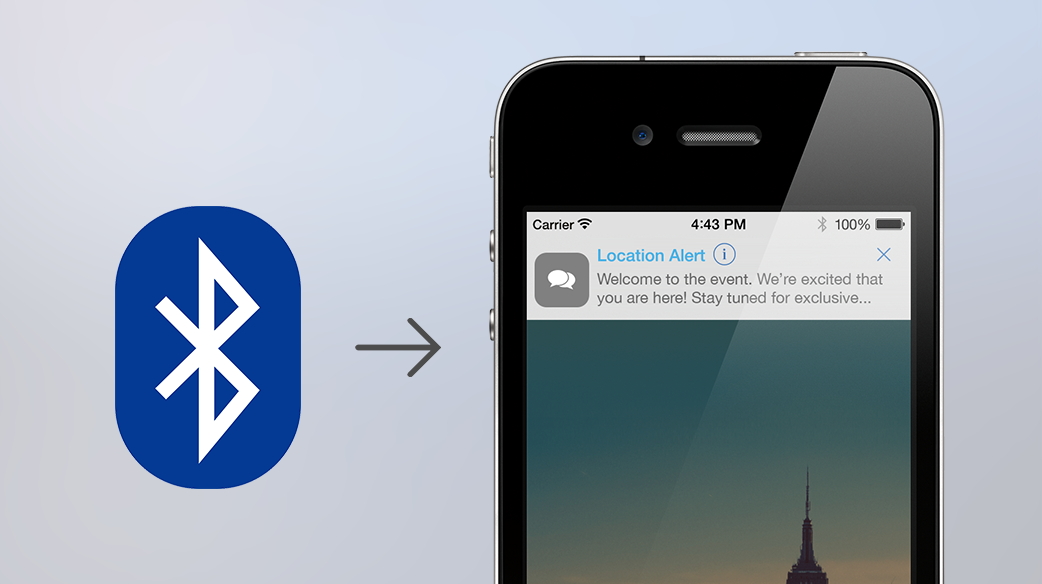 Carrier 4:43 PM 100%
Location Alert i
Welcome to the event. We’re excited that
you are here! Stay tuned for exclusive...